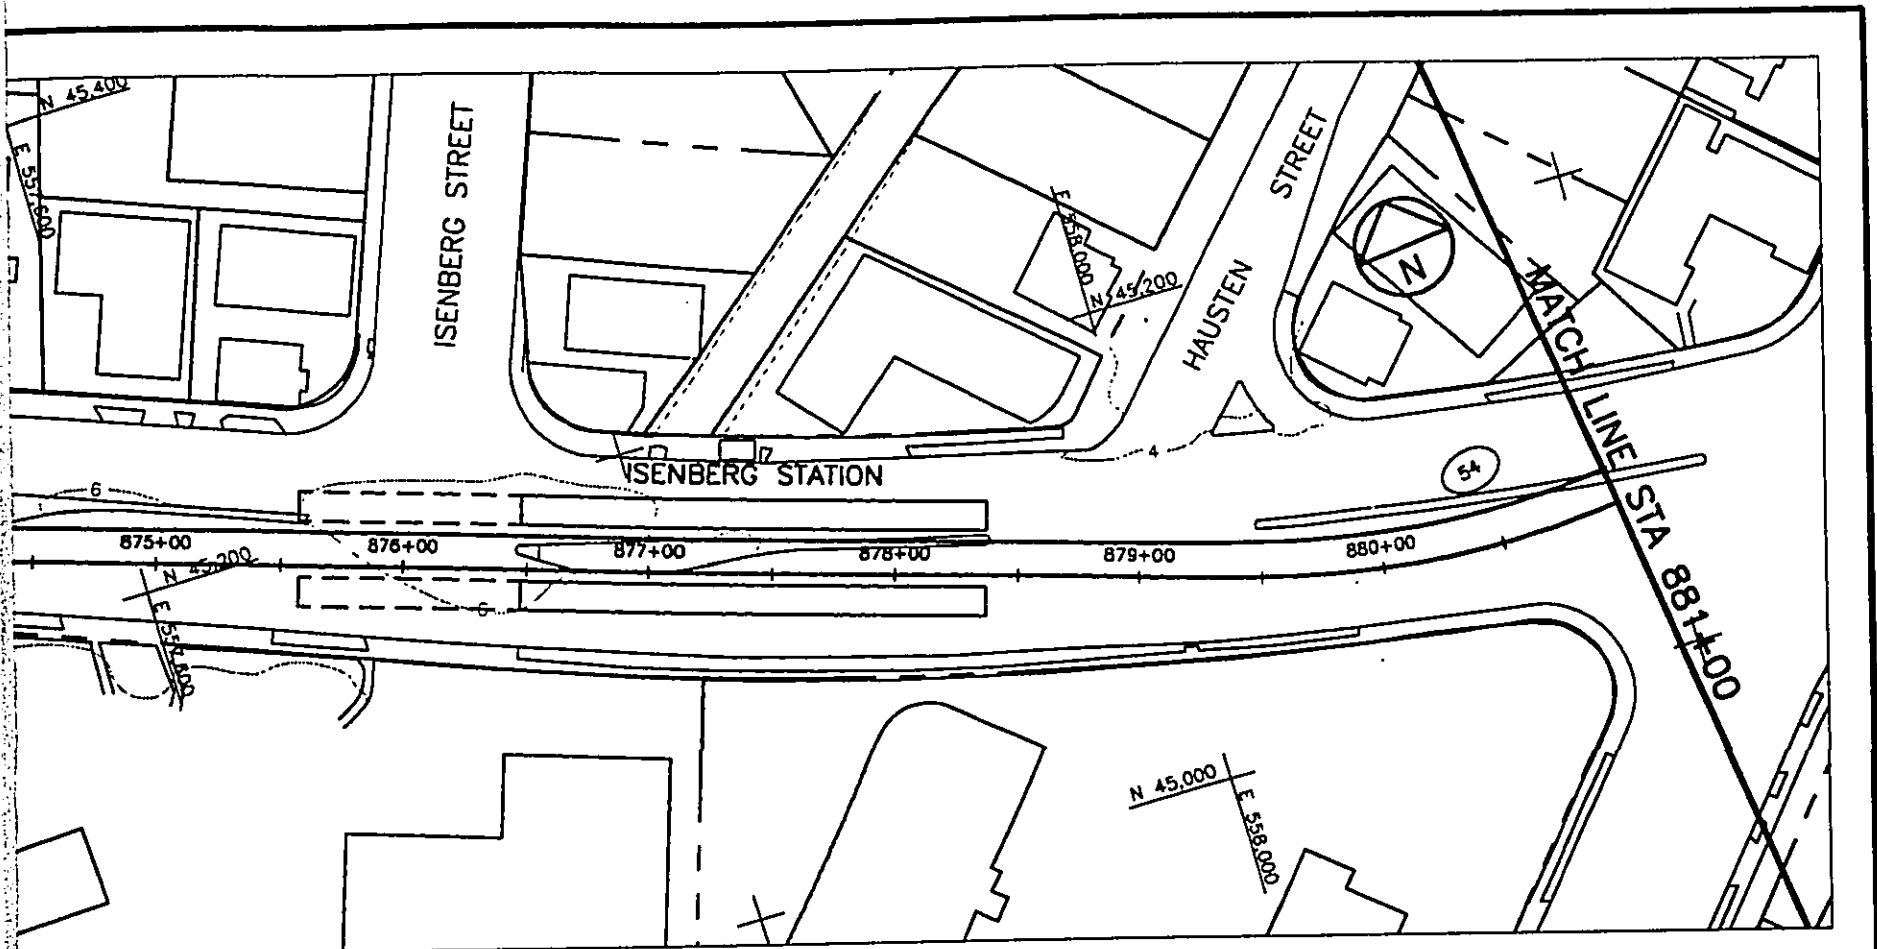 N 45,400
E 557,600
ISENBERG STREET
HAUSTEN STREET
E 558,000
N 45,200
N
MATCH LINE STA 881+00
ISENBERG STATION
4
54
6
875+00
876+00
877+00
878+00
879+00
880+00
N 45,200
E 557,600
6
N 45,000
E 558,000